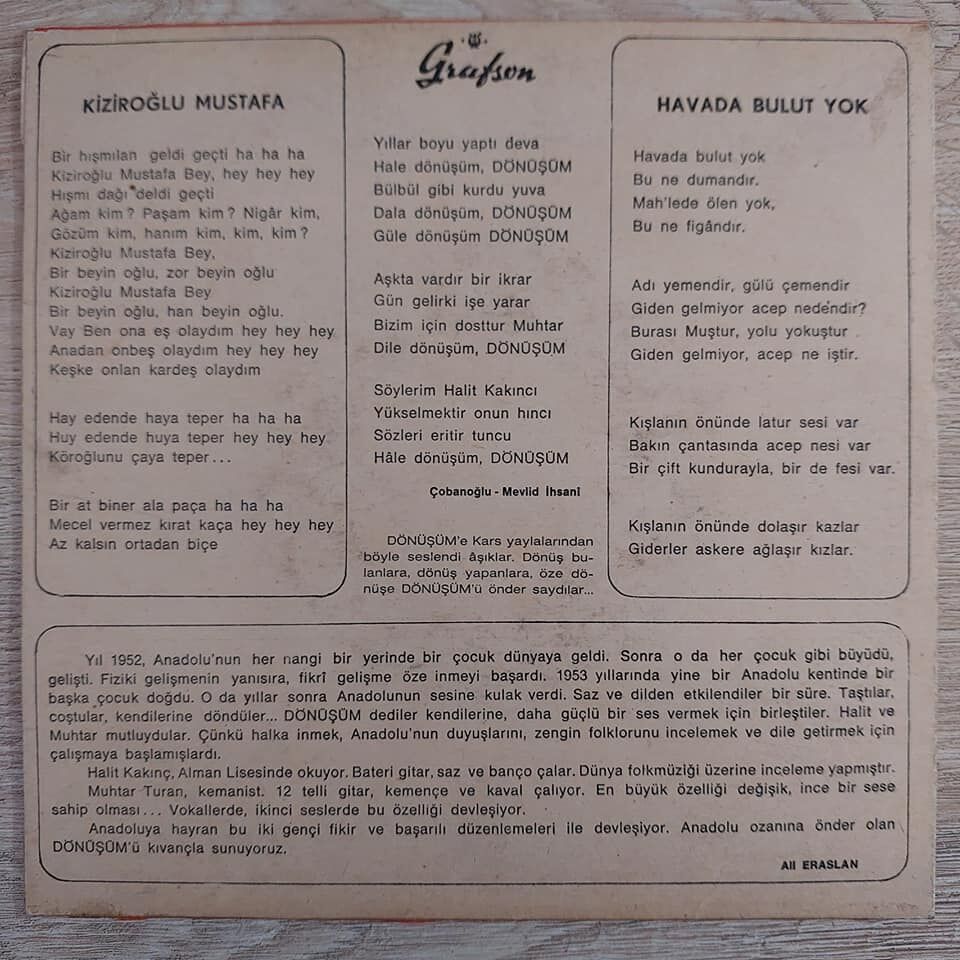 Grafson
KİZİROĞLU MUSTAFA
Bir hışmılan geldi geçti ha ha ha
Kiziroğlu Mustafa Bey, hey hey hey
Hışmı dağı deldi geçti
Ağam kim? Paşam kim? Nigâr kim,
Gözüm kim, hanım kim, kim, kim?
Kiziroğlu Mustafa Bey,
Bir beyin oğlu, zor beyin oğlu
Kiziroğlu Mustafa Bey
Bir beyin oğlu, han beyin oğlu.
Vay Ben ona eş olaydım hey hey hey
Anadan onbeş olaydım hey hey hey
Keşke onlan kardeş olaydım
Hay edende haya teper ha ha ha
Huy edende huya teper hey hey hey
Köroğlunu çaya teper...
Bir at biner ala paça ha ha ha
Mecel vermez kırat kaça hey hey hey
Az kalsın ortadan biçe
Yıllar boyu yaptı deva
Hale dönüşüm, DÖNÜŞÜM
Bülbül gibi kurdu yuva
Dala dönüşüm, DÖNÜŞÜM
Güle dönüşüm DÖNÜŞÜM
Aşkta vardır bir ikrar
Gün gelirki işe yarar
Bizim için dosttur Muhtar
Dile dönüşüm, DÖNÜŞÜM
Söylerim Halit Kakıncı
Yükselmektir onun hıncı
Sözleri eritir tuncu
Hâle dönüşüm, DÖNÜŞÜM
Çobanoğlu - Mevlid İhsani
DÖNÜŞÜM'e Kars yaylalarından
böyle seslendi âşıklar. Dönüş bu-
lanlara, dönüş yapanlara, öze dö-
nüşe DÖNÜŞÜM'ü önder saydılar...
HAVADA BULUT YOK
Havada bulut yok
Bu ne dumandır.
Mah'lede ölen yok,
Bu ne figândır.
Adı yemendir, gülü çemendir
Giden gelmiyor acep nedendir?
Burası Muştur, yolu yokuştur
Giden gelmiyor, acep ne iştir.
Kışlanın önünde latur sesi var
Bakın çantasında acep nesi var
Bir çift kundurayla, bir de fesi var.
Kışlanın önünde dolaşır kazlar
Giderler askere ağlaşır kızlar.
Yıl 1952, Anadolu'nun her nangi bir yerinde bir çocuk dünyaya geldi. Sonra o da her çocuk gibi büyüdü,
gelişti. Fiziki gelişmenin yanısıra, fikrî gelişme öze inmeyi başardı. 1953 yıllarında yine bir Anadolu kentinde bir
başka çocuk doğdu. O da yıllar sonra Anadolunun sesine kulak verdi. Saz ve dilden etkilendiler bir süre. Taştılar,
coştular, kendilerine döndüler... DÖNÜŞÜM dediler kendilerine, daha güçlü bir ses vermek için birleştiler. Halit ve
Muhtar mutluydular. Çünkü halka inmek, Anadolu'nun duyuşlarını, zengin folklorunu incelemek ve dile getirmek için
çalışmaya başlamışlardı.
Halit Kakınç, Alman Lisesinde okuyor. Bateri gitar, saz ve banço çalar. Dünya folkmüziği üzerine inceleme yapmıştır.
Muhtar Turan, kemanist. 12 telli gitar, kemençe ve kaval çalıyor. En büyük özelliği değişik, ince bir sese
sahip olması... Vokallerde, ikinci seslerde bu özelliği devleşiyor.
Anadoluya hayran bu iki gençi fikir ve başarılı düzenlemeleri ile devleşiyor. Anadolu ozanına önder olan
DÖNÜŞÜM'ü kıvançla sunuyoruz.
Ali ERASLAN